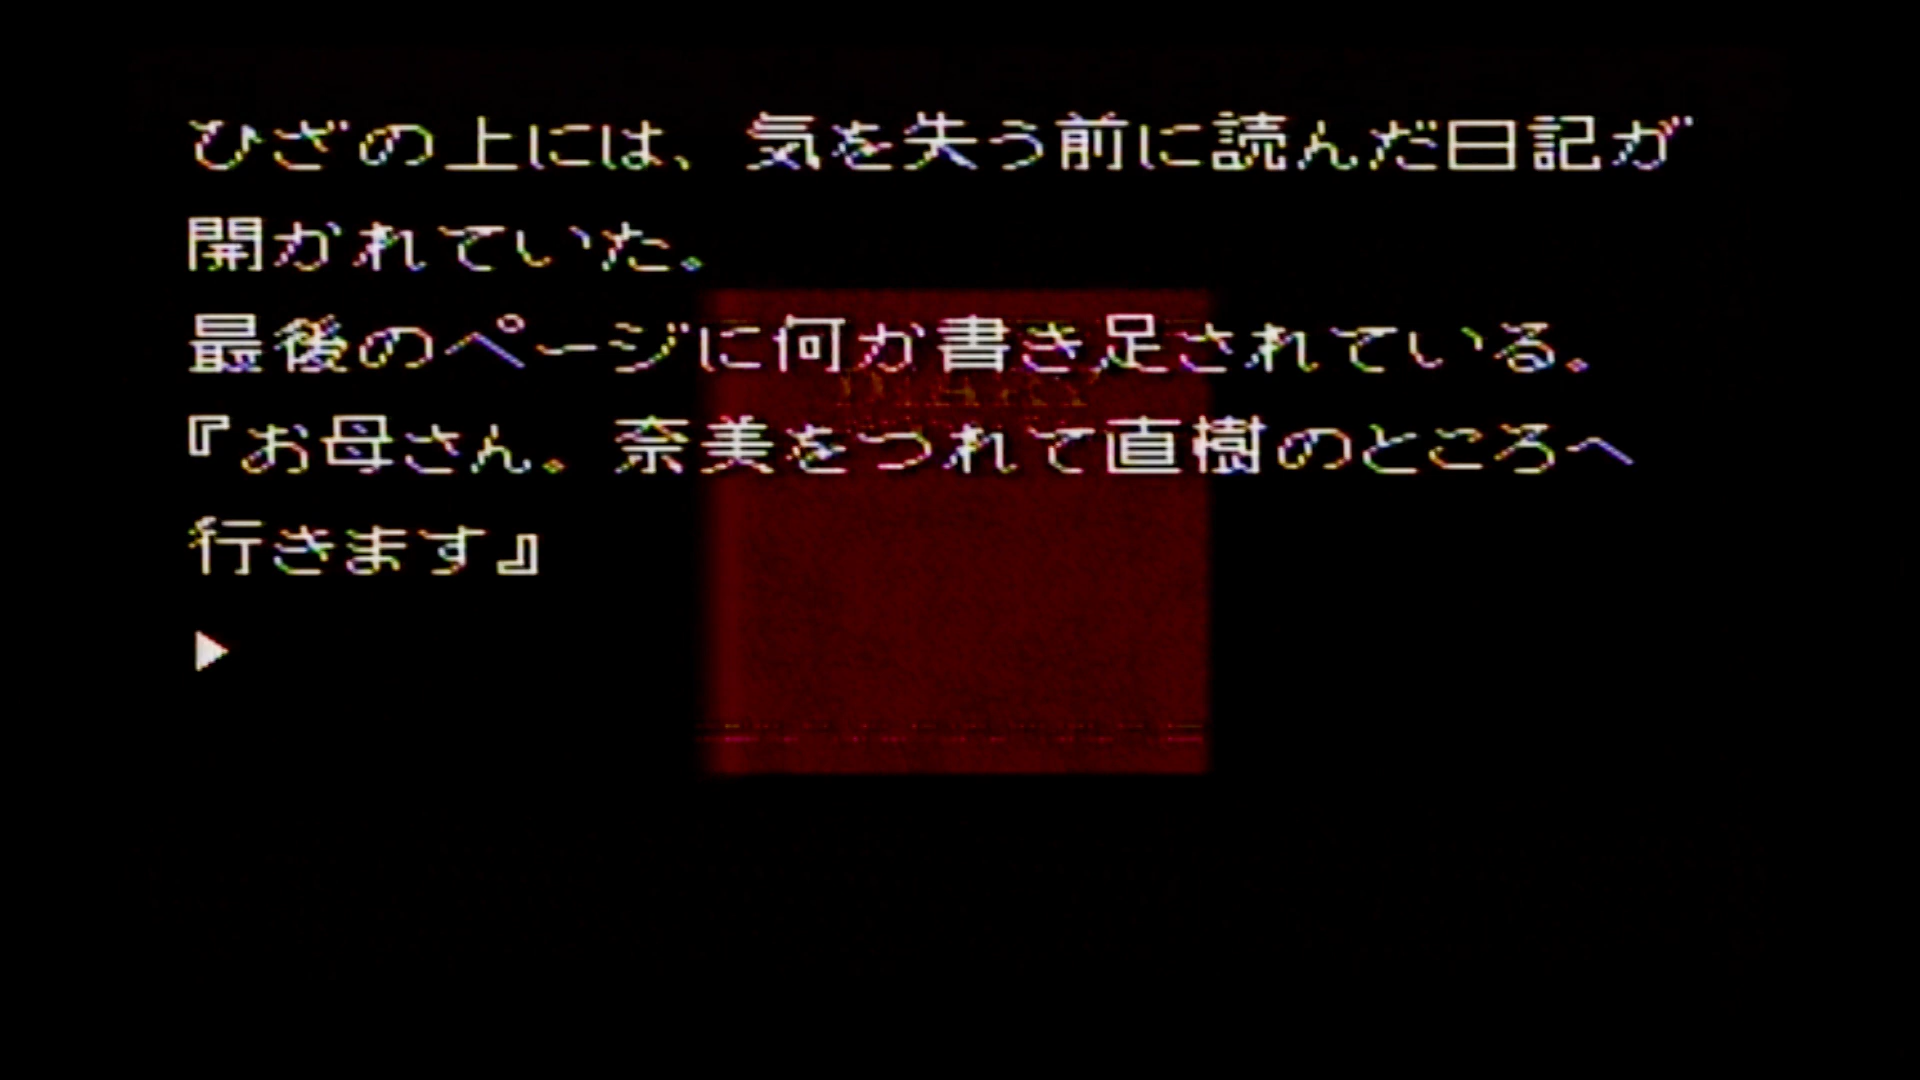 ひざの上には、気を失う前に読んだ日記が
開かれていた。
最後のページに何か書き足されている。
『お母さん。奈美をつれて直樹のところへ
行きます』